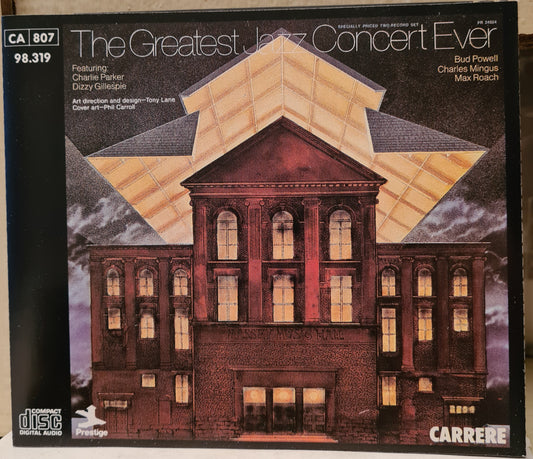 CA 807
98.319
SPECIALLY PRICED TWO-RECORD SET
PR 24024
The Greatest Jazz Concert Ever
Featuring:
Charlie Parker
Dizzy Gillespie
Bud Powell
Charles Mingus
Max Roach
Art direction and design—Tony Lane
Cover art—Phil Carroll
COMPACT
disc
DIGITAL AUDIO
Prestige
CARRERE